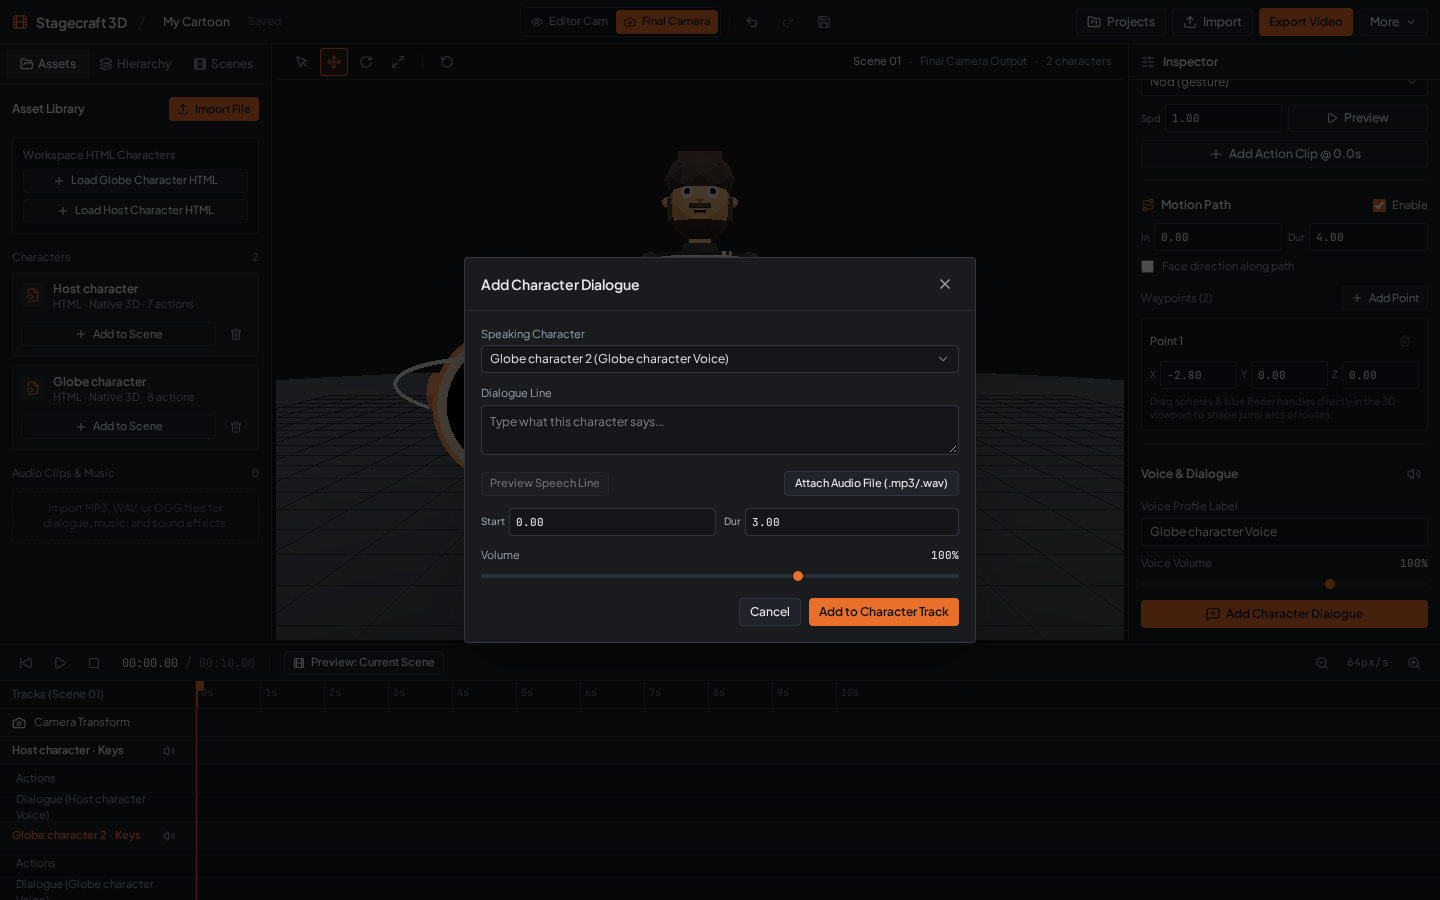 Stagecraft 3D / My Cartoon Saved
Editor Cam Final Camera
Projects Import Export Video More
Assets Hierarchy Scenes
Scene 01 · Final Camera Output · 2 characters
Inspector
Asset Library Import File
Workspace HTML Characters
Load Globe Character HTML
Load Host Character HTML
Characters 2
Host character
HTML · Native 3D · 7 actions
Add to Scene
Globe character
HTML · Native 3D · 8 actions
Add to Scene
Audio Clips & Music 0
Import MP3, WAV, or OGG files for
dialogue, music, and sound effects.
Add Character Dialogue
Speaking Character
Globe character 2 (Globe character Voice)
Dialogue Line
Type what this character says...
Preview Speech Line Attach Audio File (.mp3/.wav)
Start 0.00 Dur 3.00
Volume 100%
Cancel Add to Character Track
Nod (gesture)
Spd 1.00 Preview
Add Action Clip @ 0.0s
Motion Path Enable
In 0.00 Dur 4.00
Face direction along path
Waypoints (2) Add Point
Point 1
X -2.80 Y 0.00 Z 0.00
Drag spheres & blue Bezier handles directly in the 3D
viewport to shape jump arcs or routes.
Voice & Dialogue
Voice Profile Label
Globe character Voice
Voice Volume 100%
Add Character Dialogue
00:00.00 / 00:10.00 Preview: Current Scene 64px/s
Tracks (Scene 01) 0s 1s 2s 3s 4s 5s 6s 7s 8s 9s 10s
Camera Transform
Host character · Keys
Actions
Dialogue (Host character
Voice)
Globe character 2 · Keys
Actions
Dialogue (Globe character
Voice)